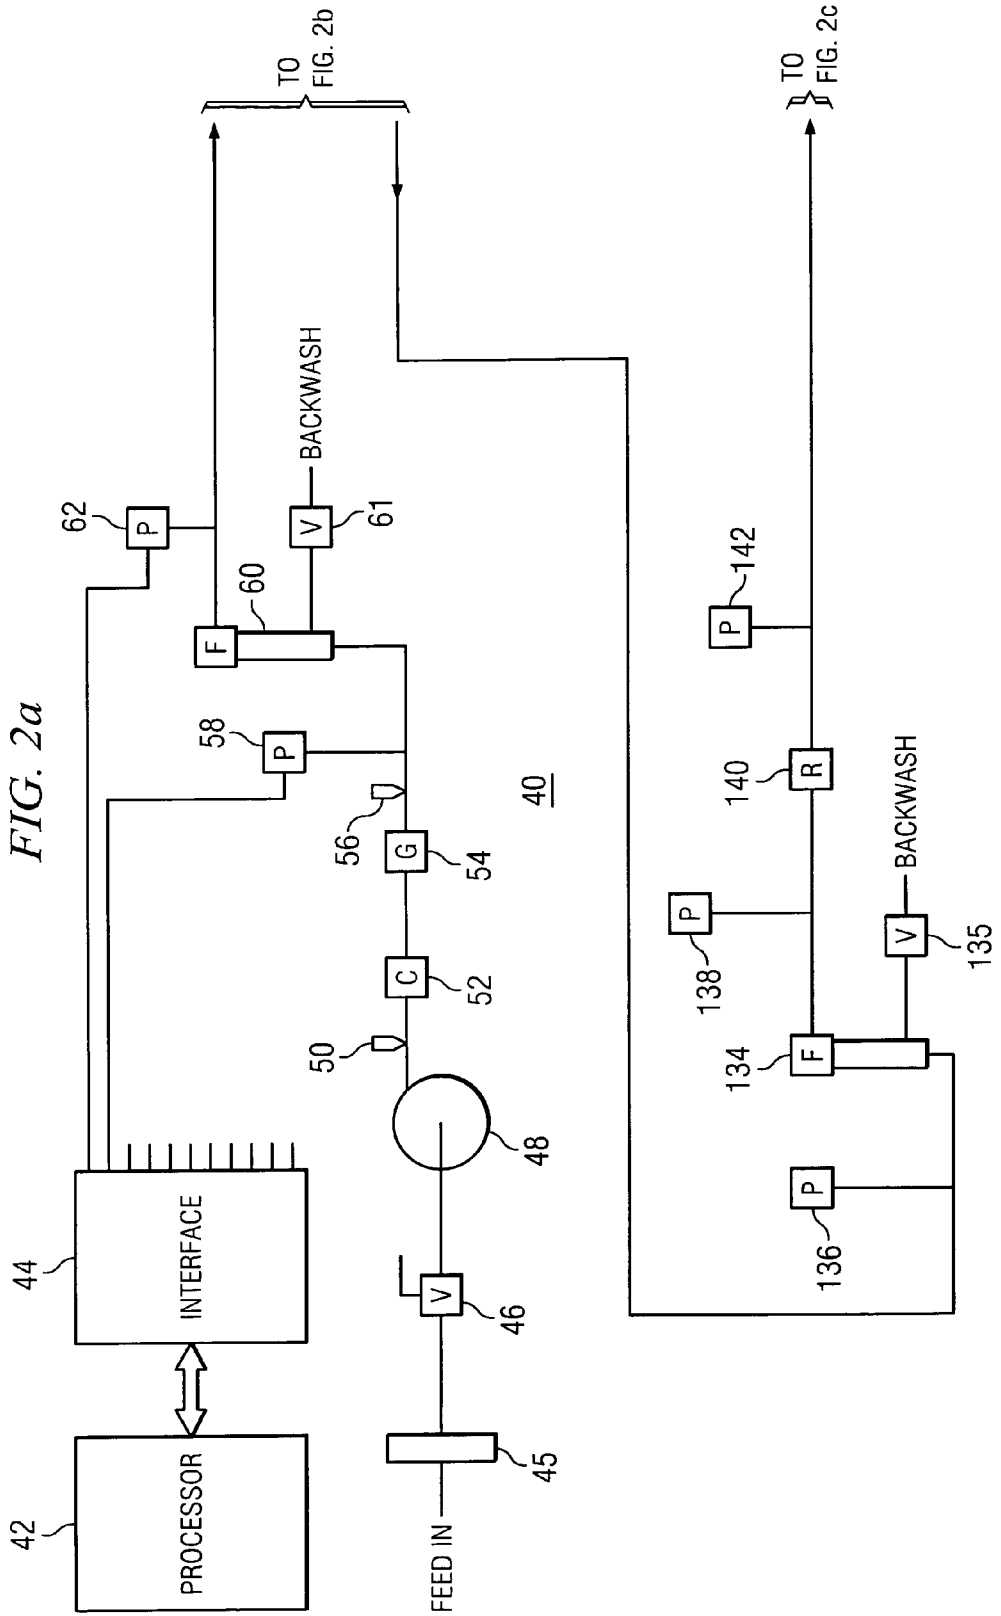 FIG. 2a
42
PROCESSOR
44
INTERFACE
FEED IN
45
V
46
48
50
C
52
G
54
56
P
58
F
60
V
61
BACKWASH
P
62
TO
FIG. 2b
40
P
136
F
134
V
135
BACKWASH
P
138
R
140
P
142
TO
FIG. 2c